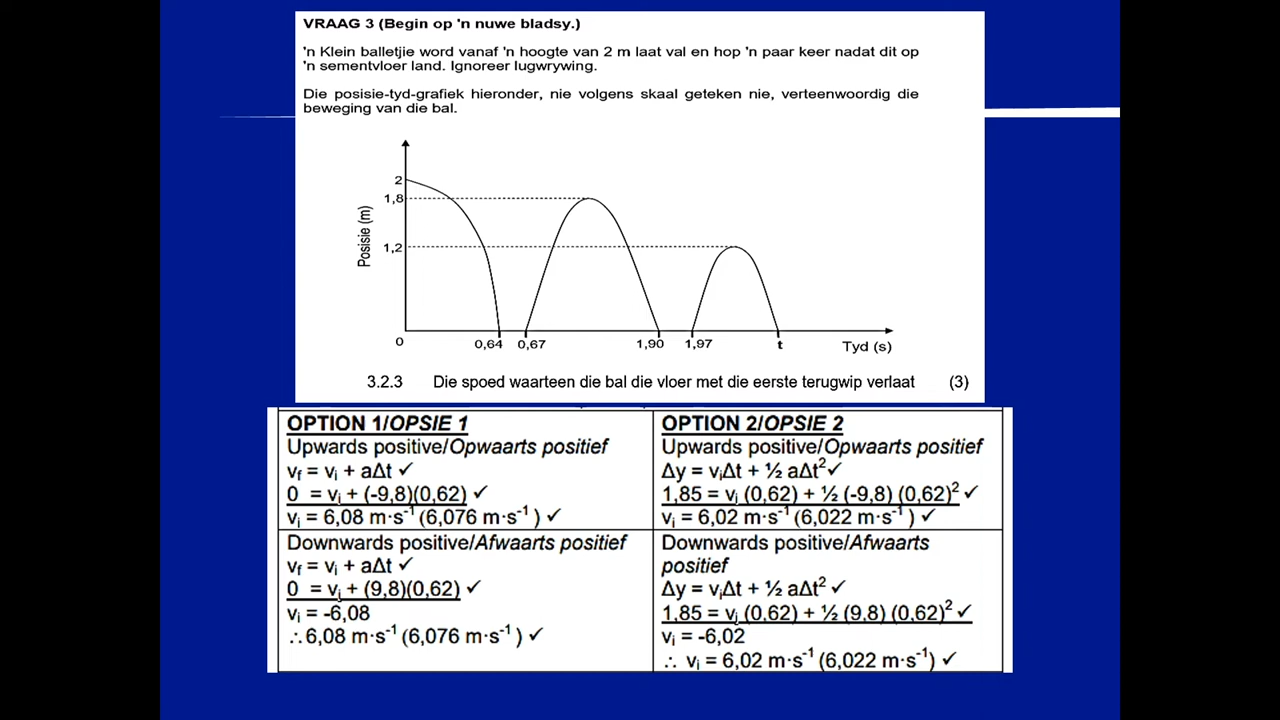 VRAAG 3 (Begin op 'n nuwe bladsy.)
'n Klein balletjie word vanaf 'n hoogte van 2 m laat val en hop 'n paar keer nadat dit op
'n sementvloer land. Ignoreer lugwrywing.
Die posisie-tyd-grafiek hieronder, nie volgens skaal geteken nie, verteenwoordig die
beweging van die bal.
2
1,8
1,2
Posisie (m)
0
0,64
0,67
1,90
1,97
t
Tyd (s)
3.2.3 Die spoed waarteen die bal die vloer met die eerste terugwip verlaat (3)
OPTION 1/OPSIE 1
Upwards positive/Opwaarts positief
vf = vi + aΔt ✓
0 = vi + (-9,8)(0,62) ✓
vi = 6,08 m·s⁻¹ (6,076 m·s⁻¹ ) ✓
Downwards positive/Afwaarts positief
vf = vi + aΔt ✓
0 = vi + (9,8)(0,62) ✓
vi = -6,08
∴ 6,08 m·s⁻¹ (6,076 m·s⁻¹ ) ✓
OPTION 2/OPSIE 2
Upwards positive/Opwaarts positief
Δy = viΔt + ½ aΔt² ✓
1,85 = vi (0,62) + ½ (-9,8) (0,62)² ✓
vi = 6,02 m·s⁻¹ (6,022 m·s⁻¹ ) ✓
Downwards positive/Afwaarts
positief
Δy = viΔt + ½ aΔt² ✓
1,85 = vi (0,62) + ½ (9,8) (0,62)² ✓
vi = -6,02
∴ vi = 6,02 m·s⁻¹ (6,022 m·s⁻¹) ✓